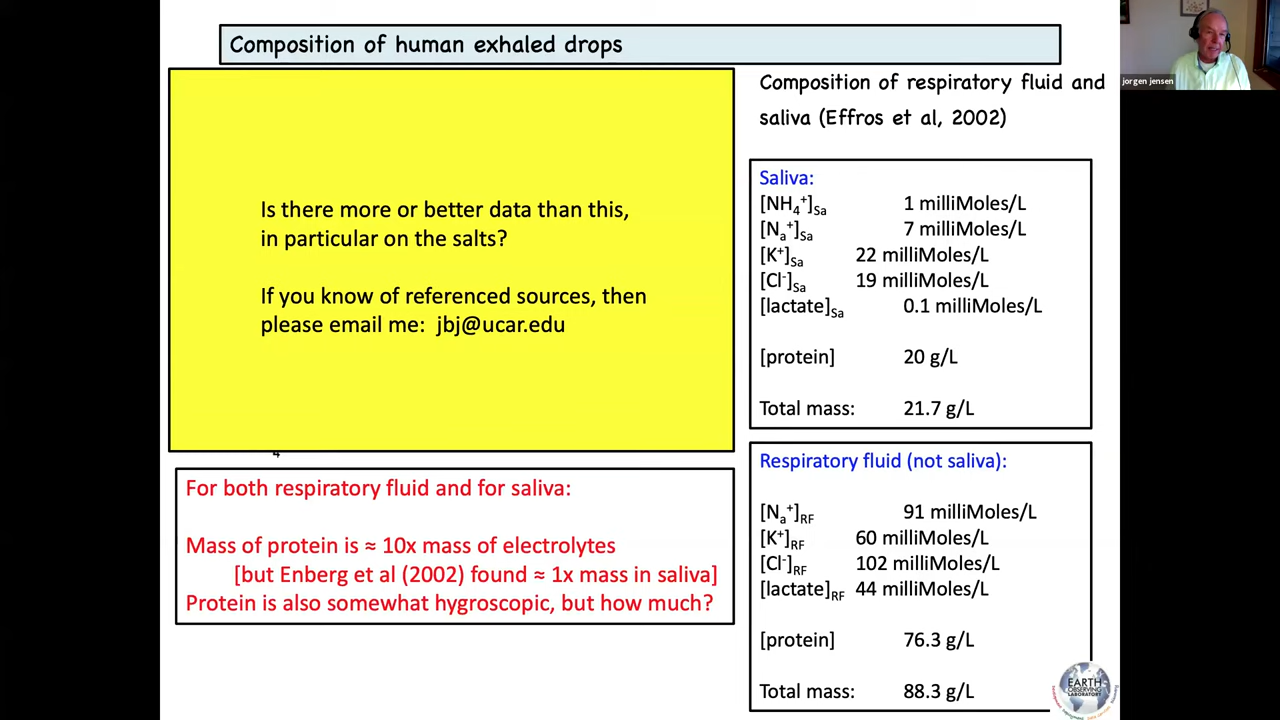 Composition of human exhaled drops
jorgen jensen
Is there more or better data than this,
in particular on the salts?
If you know of referenced sources, then
please email me: jbj@ucar.edu
4
For both respiratory fluid and for saliva:
Mass of protein is ≈ 10x mass of electrolytes
[but Enberg et al (2002) found ≈ 1x mass in saliva]
Protein is also somewhat hygroscopic, but how much?
Composition of respiratory fluid and
saliva (Effros et al, 2002)
Saliva:
[NH₄⁺]Sa 1 milliMoles/L
[Na⁺]Sa 7 milliMoles/L
[K⁺]Sa 22 milliMoles/L
[Cl⁻]Sa 19 milliMoles/L
[lactate]Sa 0.1 milliMoles/L
[protein] 20 g/L
Total mass: 21.7 g/L
Respiratory fluid (not saliva):
[Na⁺]RF 91 milliMoles/L
[K⁺]RF 60 milliMoles/L
[Cl⁻]RF 102 milliMoles/L
[lactate]RF 44 milliMoles/L
[protein] 76.3 g/L
Total mass: 88.3 g/L
EARTH
OBSERVING
LABORATORY